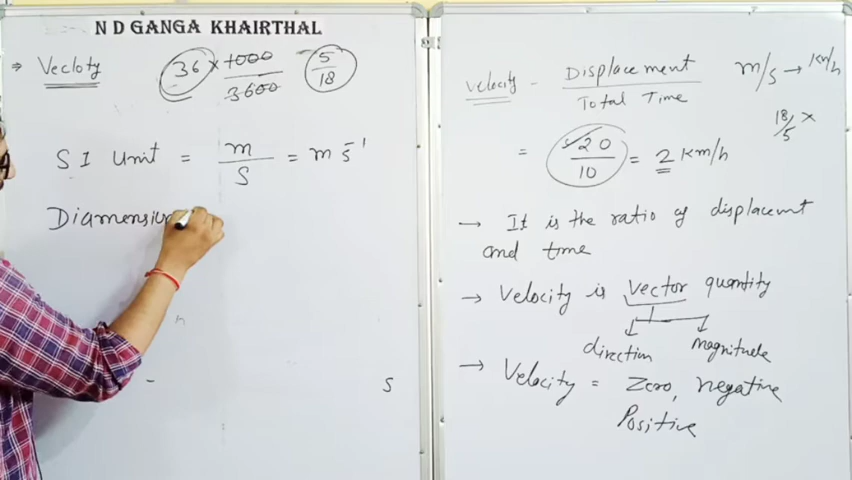 N D GANGA KHAIRTHAL
⇒ Vecloty 36 × 1000/3600 5/18
S I Unit = m/S = m s⁻¹
Diamension
S
Velocity - Displacement/Total Time m/s → Km/h
18/5 ×
= 20/10 = 2 Km/h
→ It is the ratio of displacemnt
and time
→ Velocity is vector quantity
direction magnitude
→ Velocity = Zero, negative
Positive